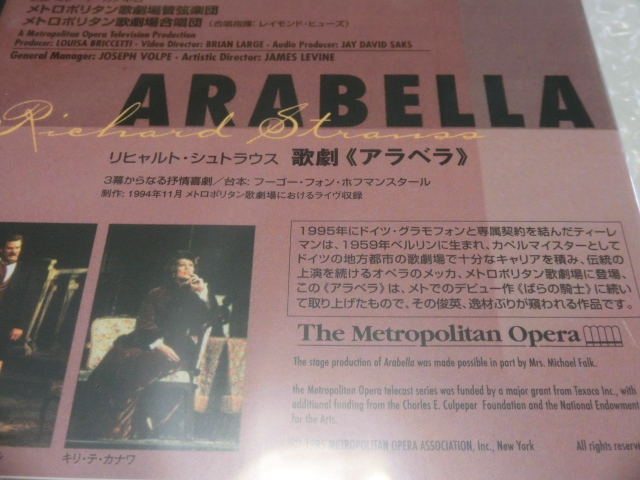 メトロポリタン歌劇場管弦楽団
メトロポリタン歌劇場合唱団 (合唱指揮: レイモンド・ヒューズ)
A Metropolitan Opera Television Production
Producer: LOUISA BRICCETTI · Video Director: BRIAN LARGE · Audio Producer: JAY DAVID SAKS
General Manager: JOSEPH VOLPE · Artistic Director: JAMES LEVINE
ARABELLA
Richard Strauss
リヒャルト・シュトラウス 歌劇《アラベラ》
3幕からなる抒情喜劇／台本: フーゴー・フォン・ホフマンスタール
制作: 1994年11月 メトロポリタン歌劇場におけるライヴ収録
1995年にドイツ・グラモフォンと専属契約を結んだティーレ
マンは、1959年ベルリンに生まれ、カペルマイスターとして
ドイツの地方都市の歌劇場で十分なキャリアを積み、伝統の
上演を続けるオペラのメッカ、メトロポリタン歌劇場に登場、
この《アラベラ》は、メトでのデビュー作《ばらの騎士》に続い
て取り上げたもので、その俊英、逸材ぶりが窺われる作品です。
The Metropolitan Opera
The stage production of Arabella was made possible in part by Mrs. Michael Falk.
the Metropolitan Opera telecast series was funded by a major grant from Texaco Inc., with
additional funding from the Charles E. Culpeper Foundation and the National Endowment
for the Arts.
1995 METROPOLITAN OPERA ASSOCIATION, Inc., New York All rights reserv
キリ・テ・カナワ